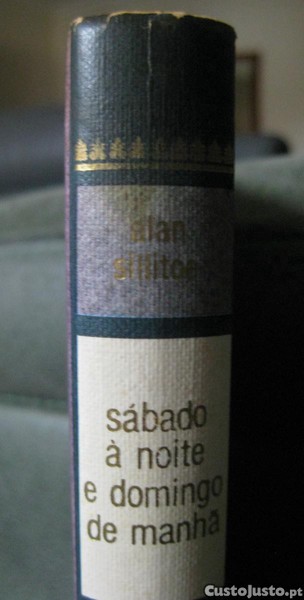 alan
sillitoe
sábado
à noite
e domingo
de manhã
CustoJusto.pt